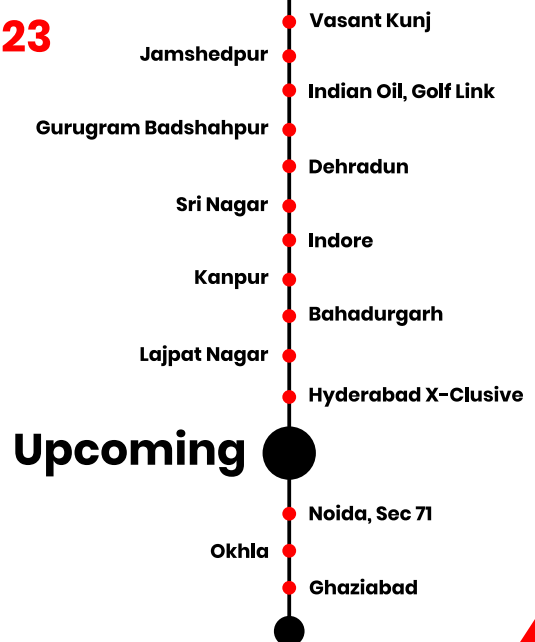 23
Vasant Kunj
Jamshedpur
Indian Oil, Golf Link
Gurugram Badshahpur
Dehradun
Sri Nagar
Indore
Kanpur
Bahadurgarh
Lajpat Nagar
Hyderabad X-Clusive
Upcoming
Noida, Sec 71
Okhla
Ghaziabad